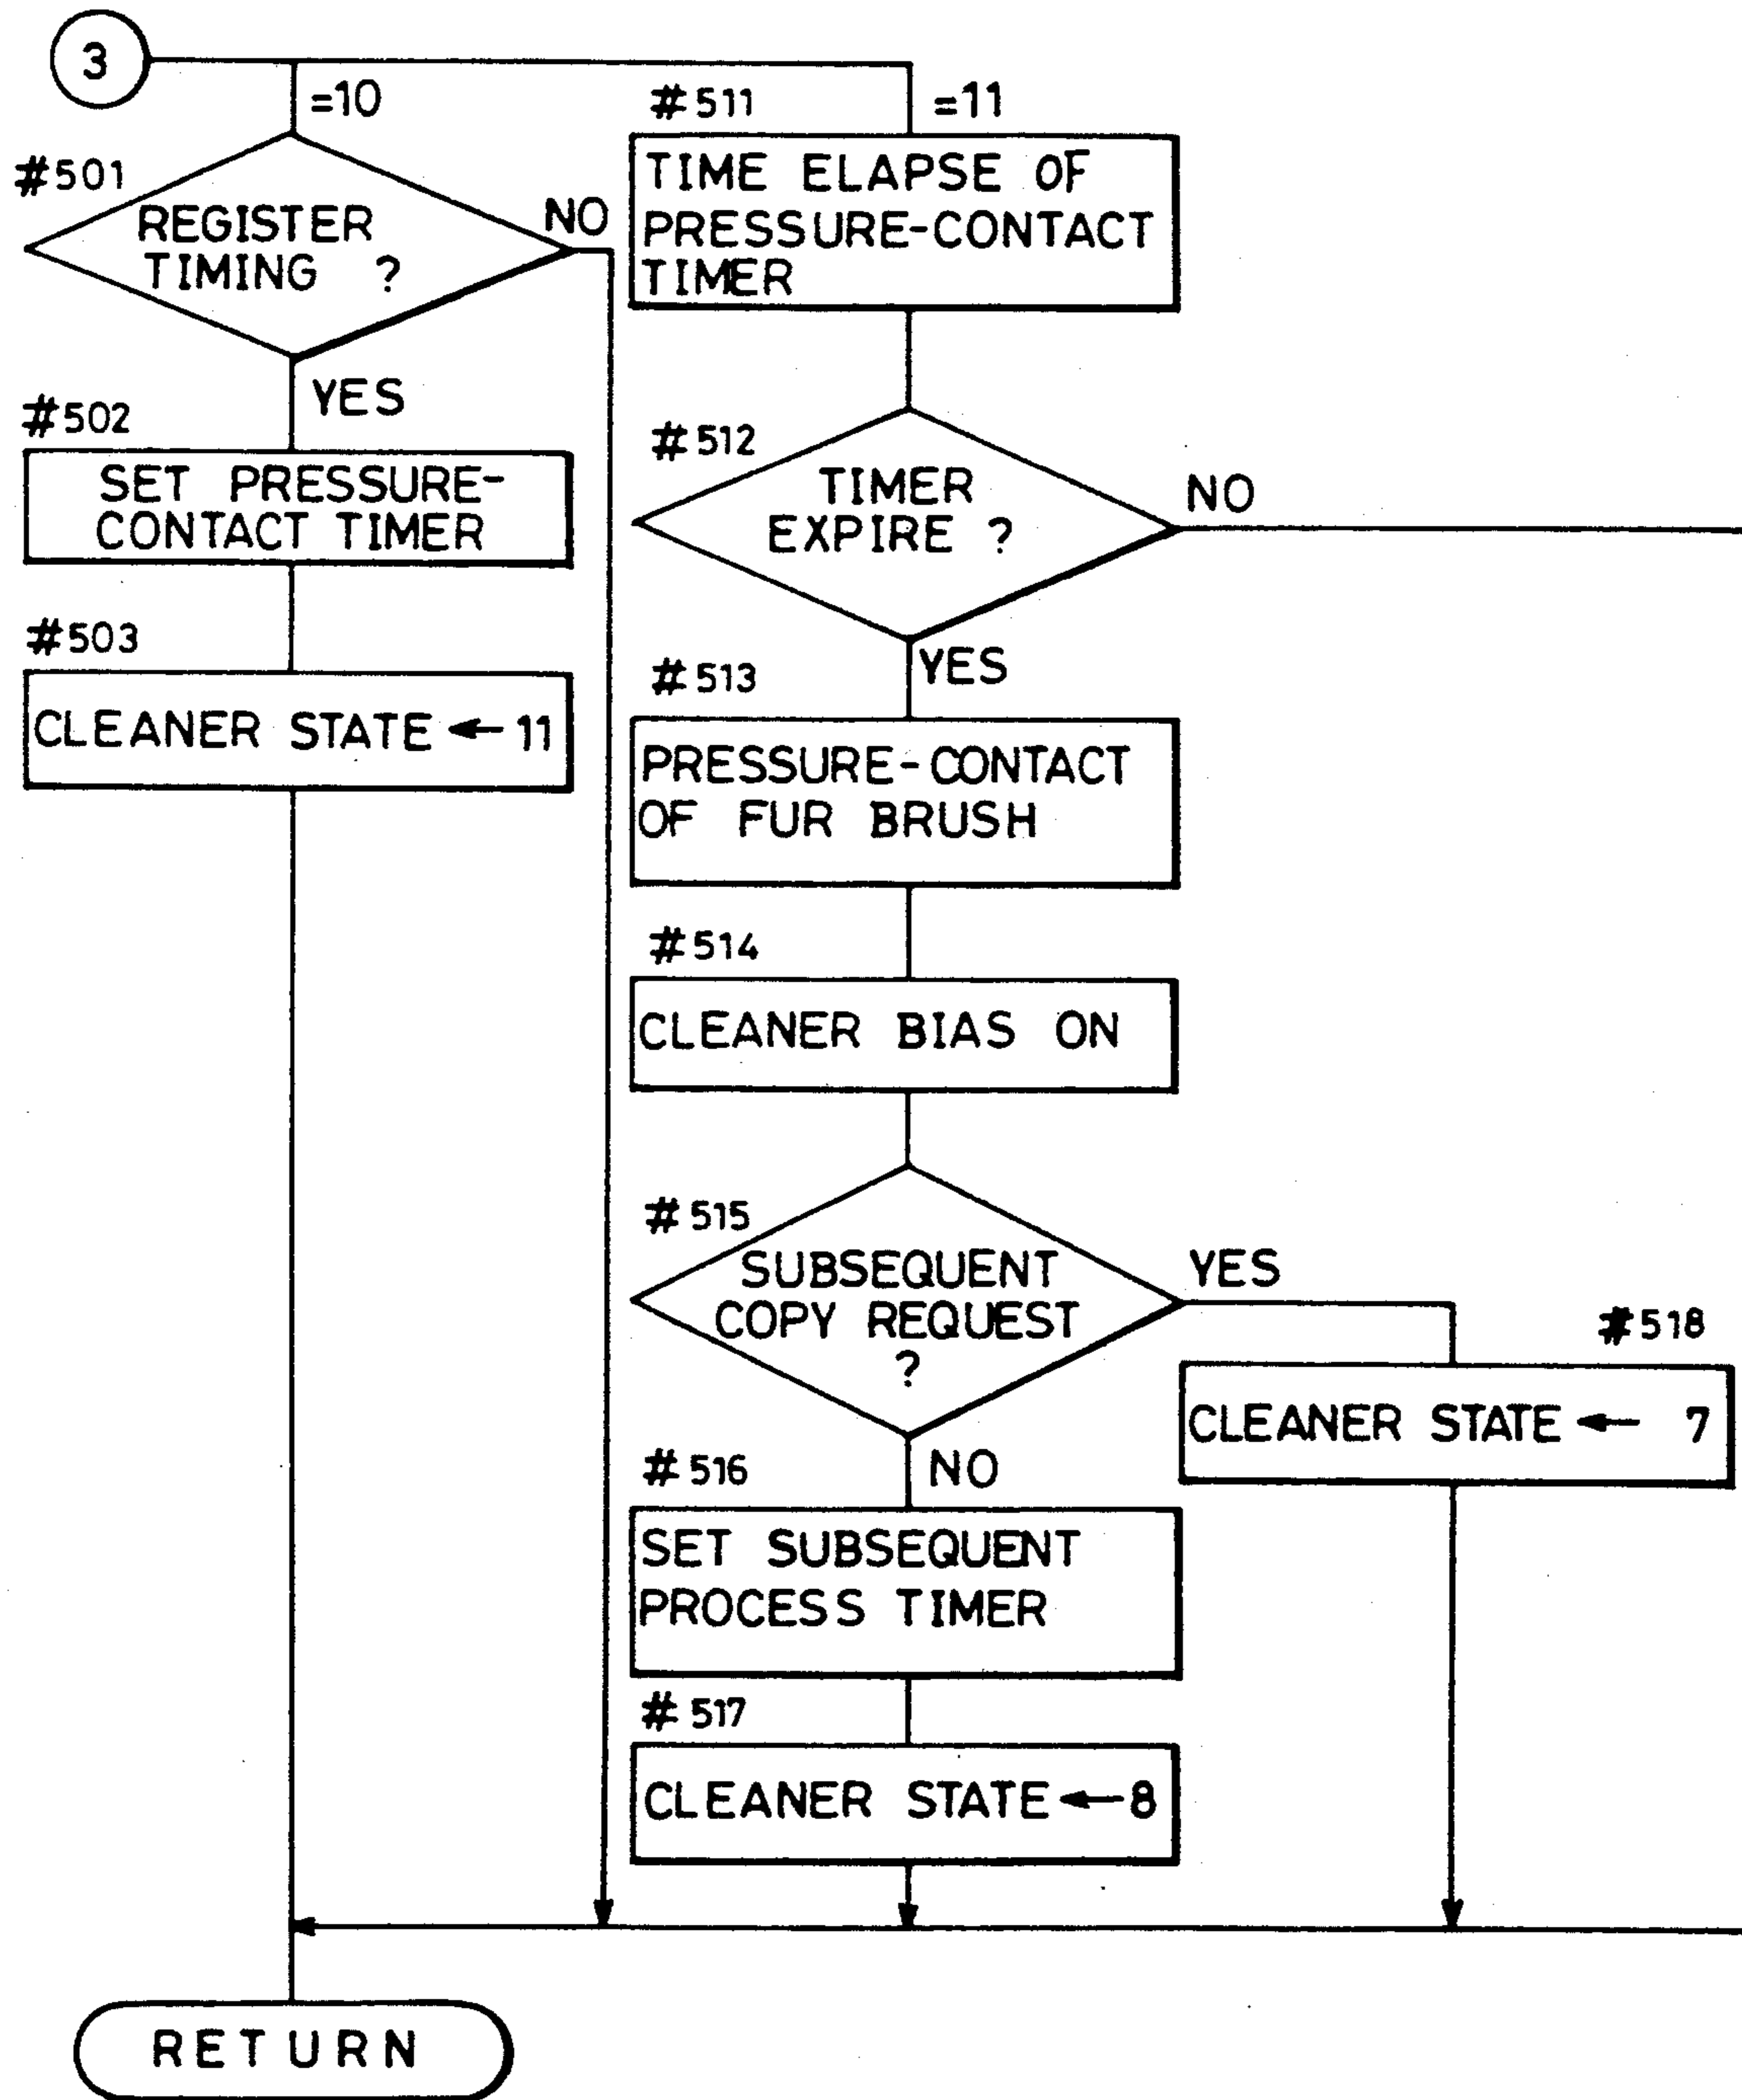 3
=10
#501
REGISTER
TIMING ?
NO
YES
#502
SET PRESSURE-
CONTACT TIMER
#503
CLEANER STATE ← 11
#511
=11
TIME ELAPSE OF
PRESSURE-CONTACT
TIMER
#512
TIMER
EXPIRE ?
NO
YES
#513
PRESSURE-CONTACT
OF FUR BRUSH
#514
CLEANER BIAS ON
#515
SUBSEQUENT
COPY REQUEST
?
YES
#518
CLEANER STATE ← 7
NO
#516
SET SUBSEQUENT
PROCESS TIMER
#517
CLEANER STATE ← 8
RETURN